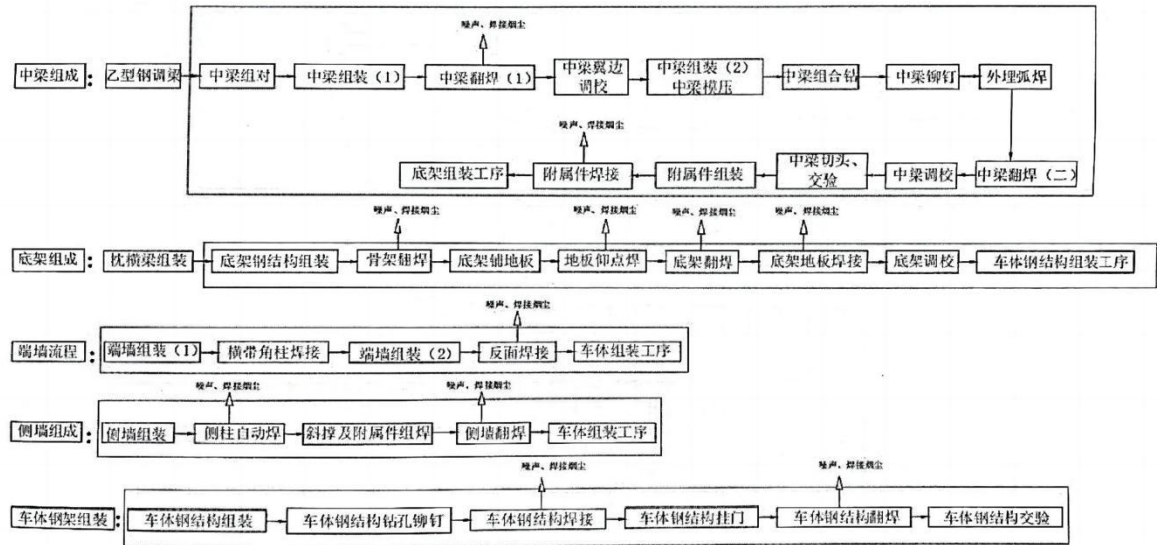 噪声、焊接烟尘
中梁组成：乙型钢调梁 中梁组对 中梁组装（1） 中梁翻焊（1） 中梁翼边调校 中梁组装（2）中梁模压 中梁组合钻 中梁铆钉 外埋弧焊
噪声、焊接烟尘
底架组装工序 附属件焊接 附属件组装 中梁切头、交验 中梁调校 中梁翻焊（二）
噪声、焊接烟尘 噪声、焊接烟尘 噪声、焊接烟尘 噪声、焊接烟尘
底架组成：枕横梁组装 底架钢结构组装 骨架翻焊 底架铺地板 地板仰点焊 底架翻焊 底架地板焊接 底架调校 车体钢结构组装工序
噪声、焊接烟尘
端墙流程：端墙组装（1） 横带角柱焊接 端墙组装（2） 反面焊接 车体组装工序
噪声、焊接烟尘 噪声、焊接烟尘
侧墙组成：侧墙组装 侧柱自动焊 斜撑及附属件组焊 侧墙翻焊 车体组装工序
噪声、焊接烟尘 噪声、焊接烟尘
车体钢架组装：车体钢结构组装 车体钢结构钻孔铆钉 车体钢结构焊接 车体钢结构挂门 车体钢结构翻焊 车体钢结构交验